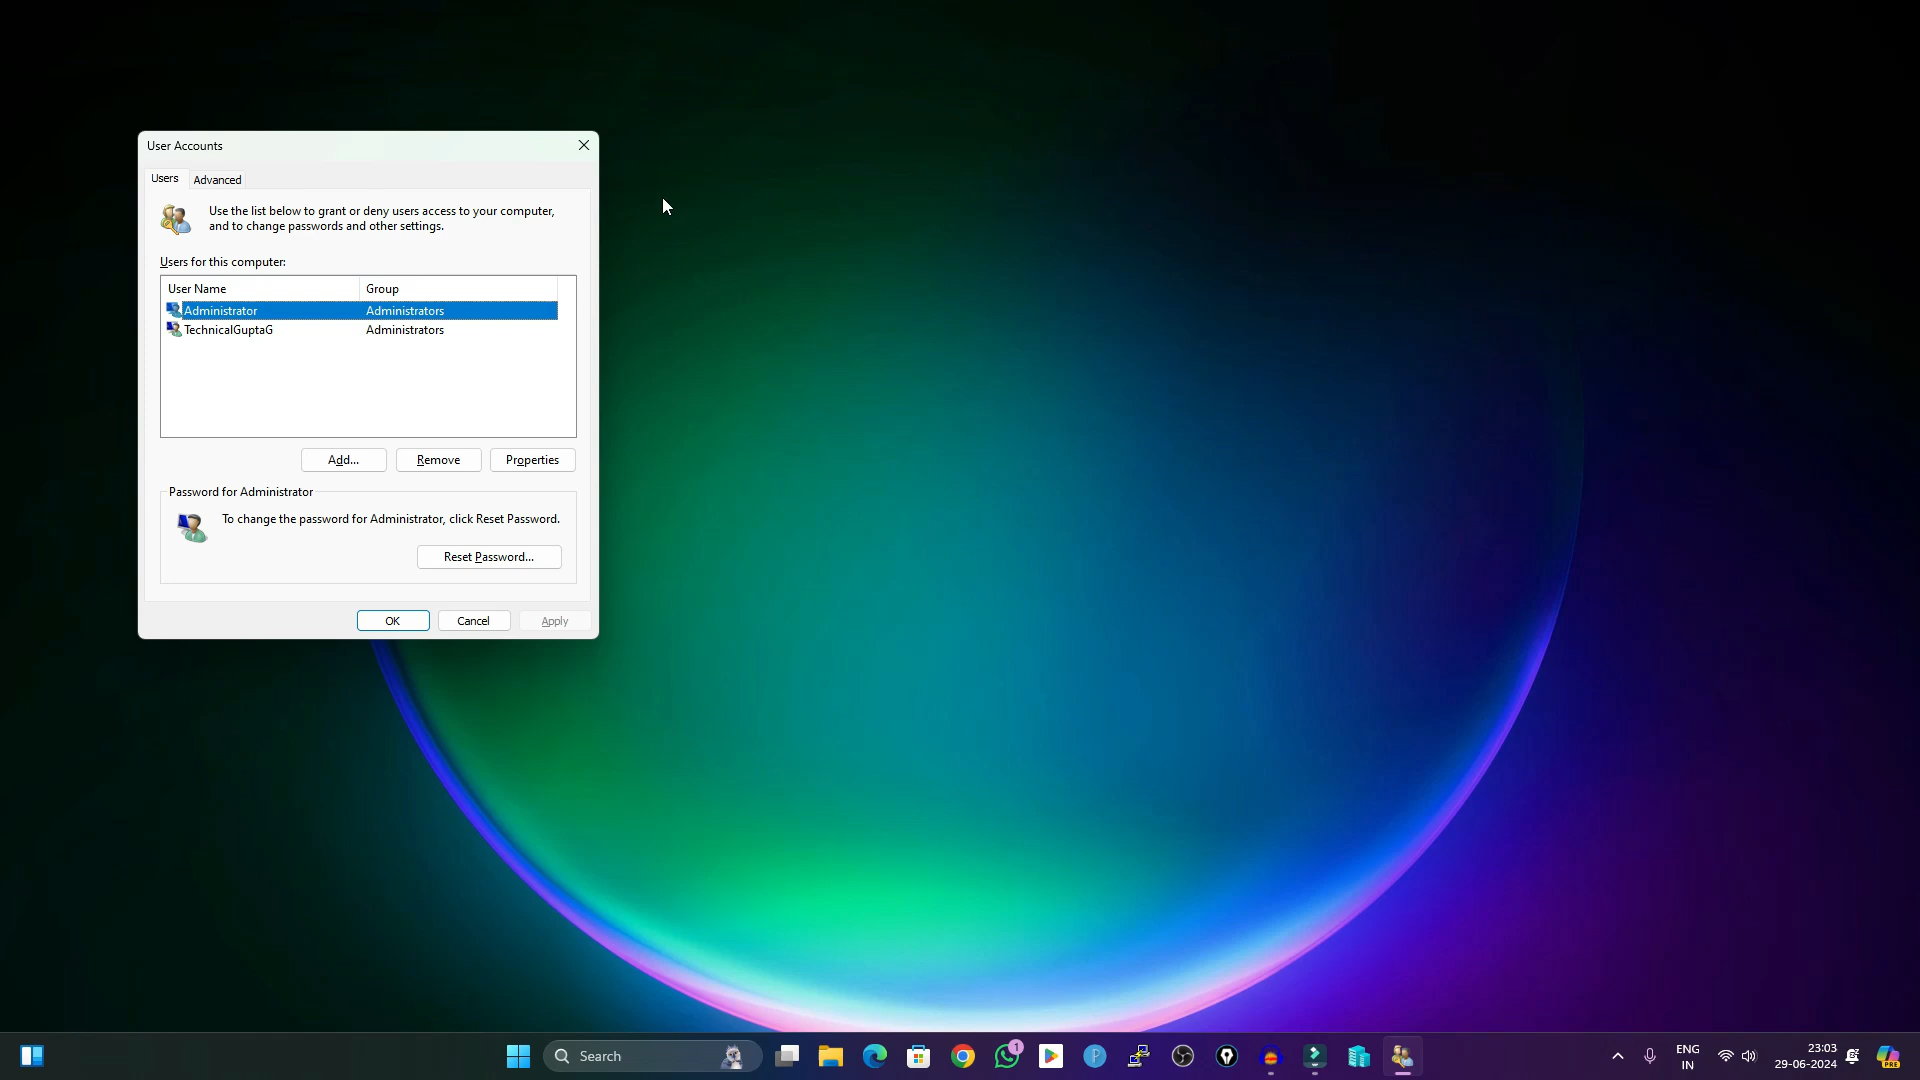 User Accounts
Users
Advanced
Use the list below to grant or deny users access to your computer,
and to change passwords and other settings.
Users for this computer:
User Name
Group
Administrator
Administrators
TechnicalGuptaG
Administrators
Add...
Remove
Properties
Password for Administrator
To change the password for Administrator, click Reset Password.
Reset Password...
OK
Cancel
Apply
Search
1
P
ENG
IN
23:03
29-06-2024
PRE